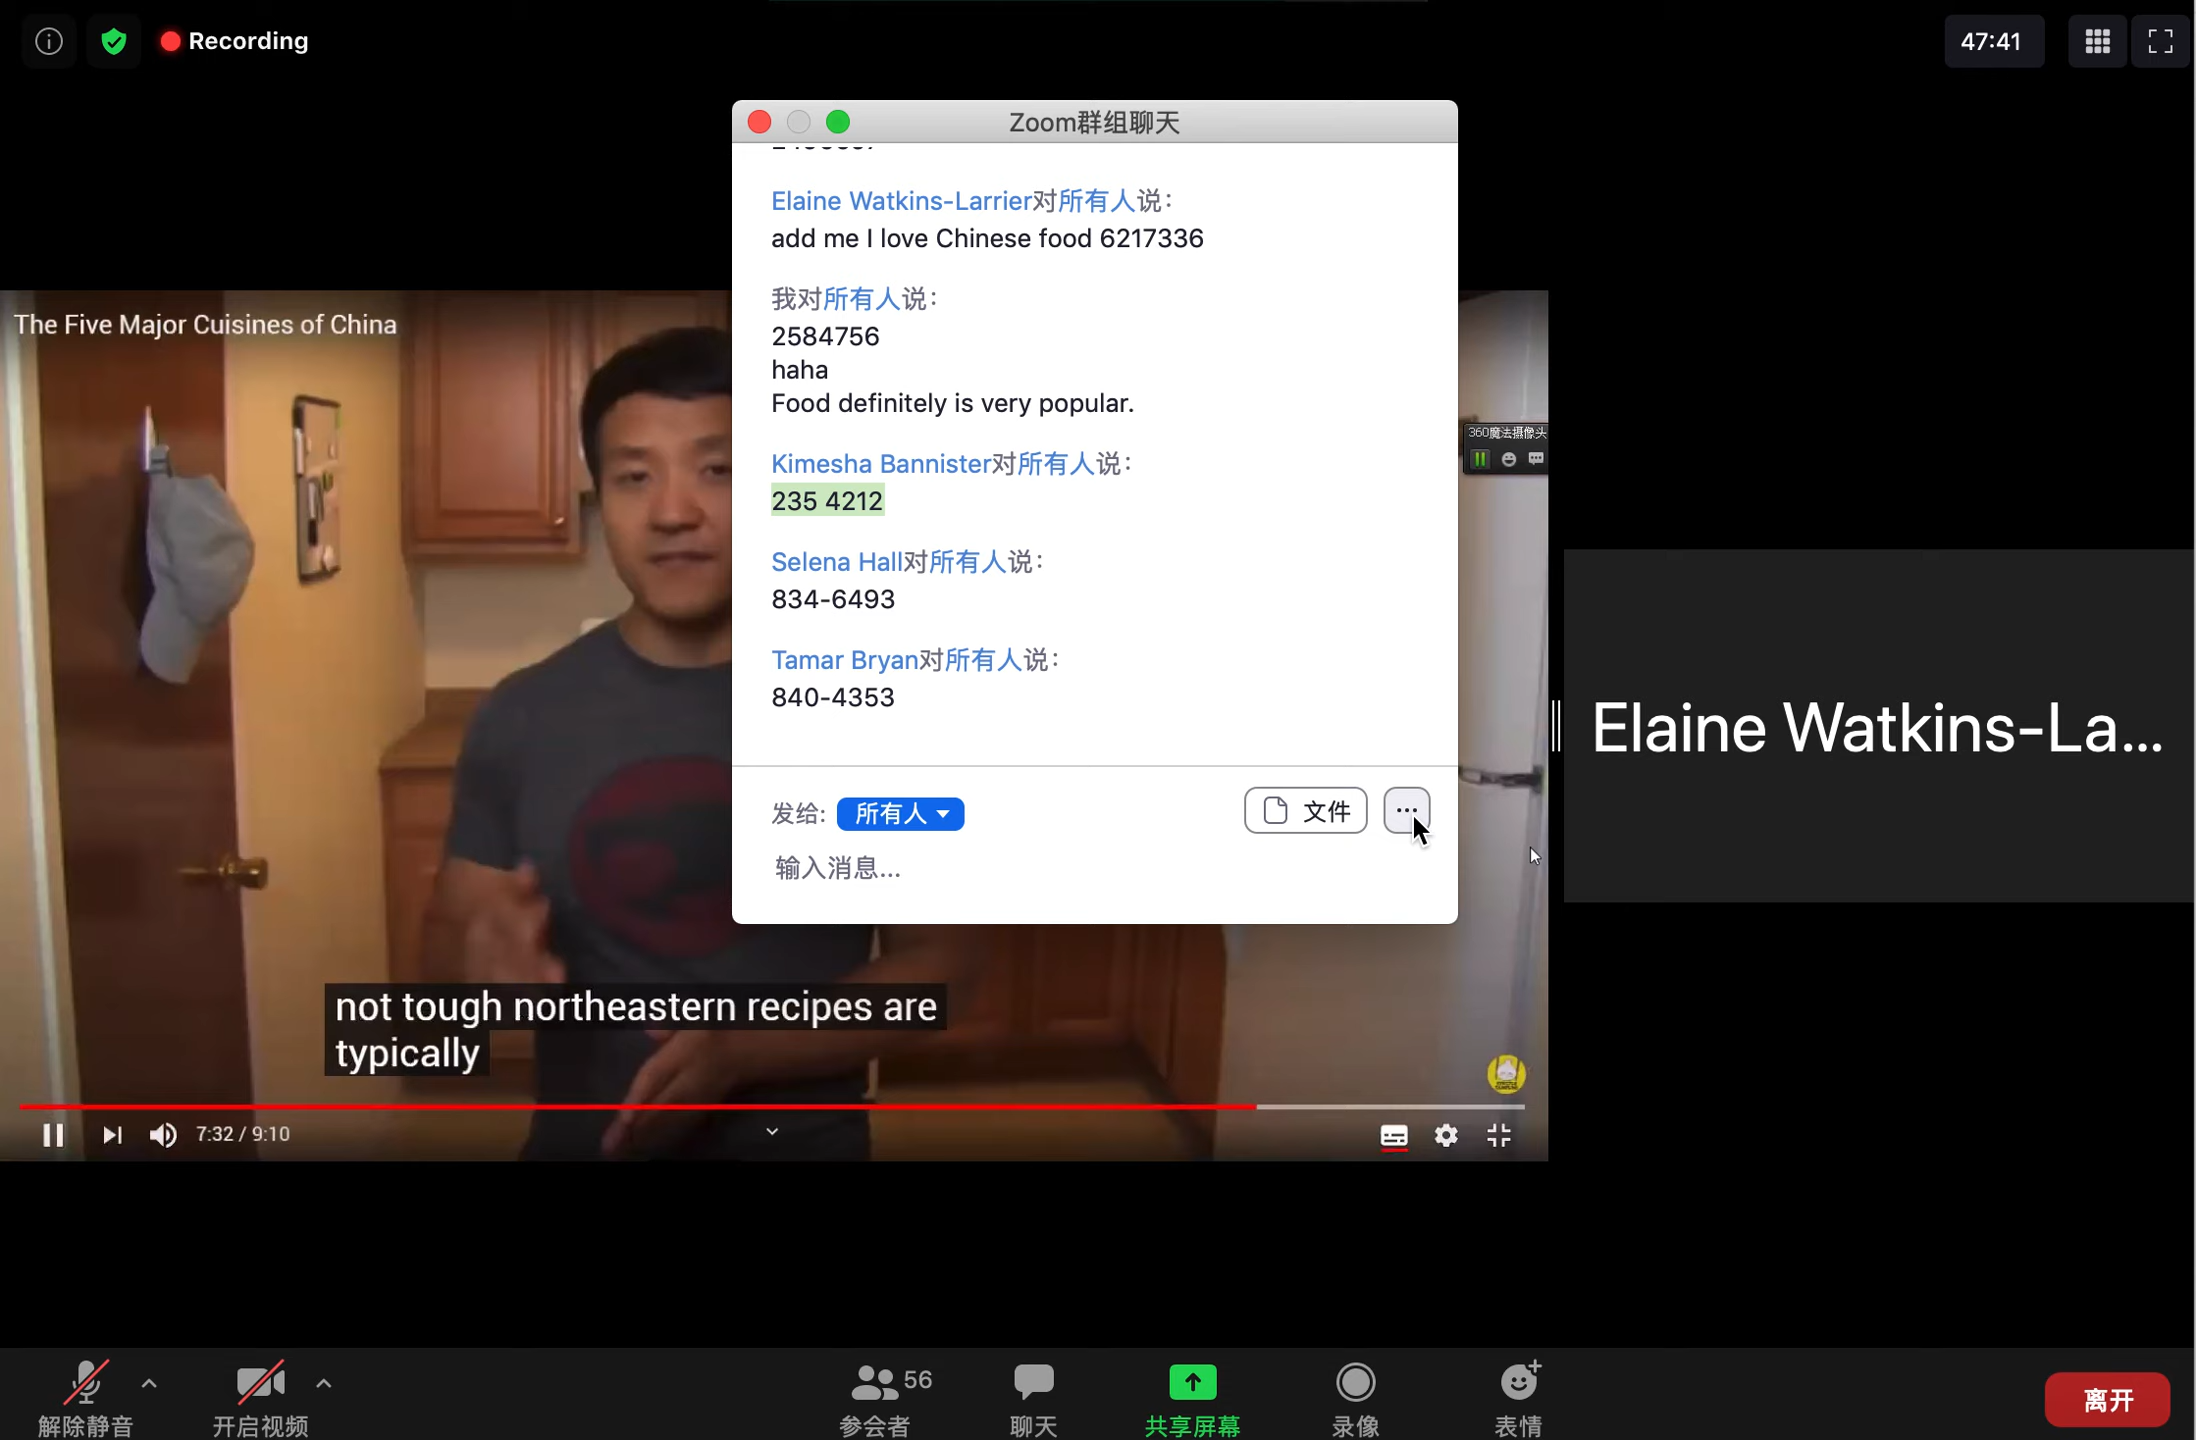 Recording
47:41
Zoom群组聊天
Elaine Watkins-Larrier对所有人说:
add me I love Chinese food 6217336
我对所有人说:
2584756
haha
Food definitely is very popular.
Kimesha Bannister对所有人说:
235 4212
Selena Hall对所有人说:
834-6493
Tamar Bryan对所有人说:
840-4353
发给: 所有人
文件
输入消息...
The Five Major Cuisines of China
360魔法摄像头
Elaine Watkins-La...
not tough northeastern recipes are
typically
7:32 / 9:10
解除静音
开启视频
56
参会者
聊天
共享屏幕
录像
表情
离开